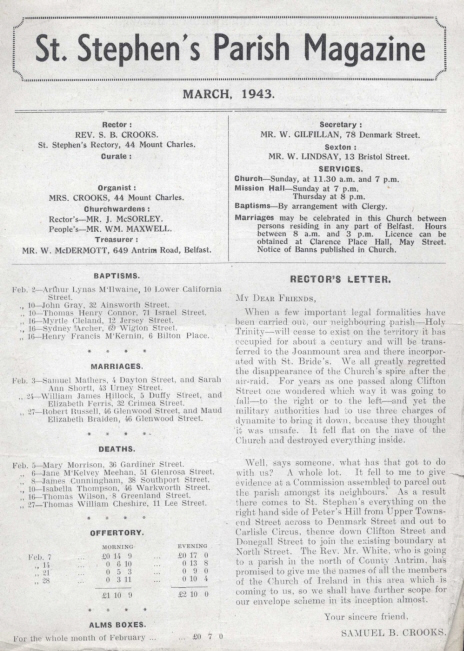 St. Stephen's Parish Magazine
MARCH, 1943.
Rector :
REV. S. B. CROOKS.
St. Stephen's Rectory, 44 Mount Charles.
Curate :
Organist :
MRS. CROOKS, 44 Mount Charles.
Churchwardens :
Rector's—MR. J. McSORLEY.
People's—MR. WM. MAXWELL.
Treasurer :
MR. W. McDERMOTT, 649 Antrim Road, Belfast.
Secretary :
MR. W. GILFILLAN, 78 Denmark Street.
Sexton :
MR. W. LINDSAY, 13 Bristol Street.
SERVICES.
Church—Sunday, at 11.30 a.m. and 7 p.m.
Mission Hall—Sunday at 7 p.m.
Thursday at 8 p.m.
Baptisms—By arrangement with Clergy.
Marriages may be celebrated in this Church between
persons residing in any part of Belfast. Hours
between 8 a.m. and 3 p.m. Licence can be
obtained at Clarence Place Hall, May Street.
Notice of Banns published in Church.
BAPTISMS.
Feb. 2—Arthur Lynas M'Ilwaine, 10 Lower California
Street.
„ 10—John Gray, 32 Ainsworth Street.
„ 10—Thomas Henry Connor, 71 Israel Street.
„ 16—Myrtle Cleland, 12 Jersey Street.
„ 16—Sydney Archer, 69 Wigton Street.
„ 16—Henry Francis M'Kernin, 6 Bilton Place.
* * * *
MARRIAGES.
Feb. 3—Samuel Mathers, 4 Dayton Street, and Sarah
Ann Shortt, 43 Urney Street.
„ 25—William James Hillock, 5 Duffy Street, and
Elizabeth Ferris, 32 Crimea Street.
„ 27—Robert Russell, 46 Glenwood Street, and Maud
Elizabeth Braiden, 46 Glenwood Street.
* * * *
DEATHS.
Feb. 5—Mary Morrison, 36 Gardiner Street.
„ 6—Jane M'Kelvey Meehan, 51 Glenrosa Street.
„ 8—James Cunningham, 38 Southport Street.
„ 10—Isabella Thompson, 46 Warkworth Street.
„ 16—Thomas Wilson, 8 Greenland Street.
„ 27—Thomas William Cheshire, 11 Lee Street.
* * * *
OFFERTORY.
MORNING EVENING
Feb. 7 ... £0 14 9 ... £0 17 0
„ 14 ... 0 6 10 ... 0 13 8
„ 21 ... 0 5 3 ... 0 9 0
„ 28 ... 0 3 11 ... 0 10 4
£1 10 9 £2 10 0
* * * *
ALMS BOXES.
For the whole month of February ... ... £0 7 0
RECTOR'S LETTER.
MY DEAR FRIENDS,
When a few important legal formalities have
been carried out, our neighbouring parish—Holy
Trinity—will cease to exist on the territory it has
occupied for about a century and will be trans-
ferred to the Joanmount area and there incorpor-
ated with St. Bride's. We all greatly regretted
the disappearance of the Church's spire after the
air-raid. For years as one passed along Clifton
Street one wondered which way it was going
fall—to the right or to the left—and yet the
military authorities had to use three charges of
dynamite to bring it down, because they thought
it was unsafe. It fell flat on the nave of the
Church and destroyed everything inside.
Well, says someone, what has that got to do
with us? A whole lot. It fell to me to give
evidence at a Commission assembled to parcel out
the parish amongst its neighbours. As a result
there comes to St. Stephen's everything on the
right hand side of Peter's Hill from Upper Towns-
end Street across to Denmark Street and out to
Carlisle Circus, thence down Clifton Street and
Donegall Street to join the existing boundary at
North Street. The Rev. Mr. White, who is going
to a parish in the north of County Antrim, has
promised to give me the names of all the members
of the Church of Ireland in this area which is
coming to us, so we shall have further scope for
our envelope scheme in its inception almost.
Your sincere friend,
SAMUEL B. CROOKS.